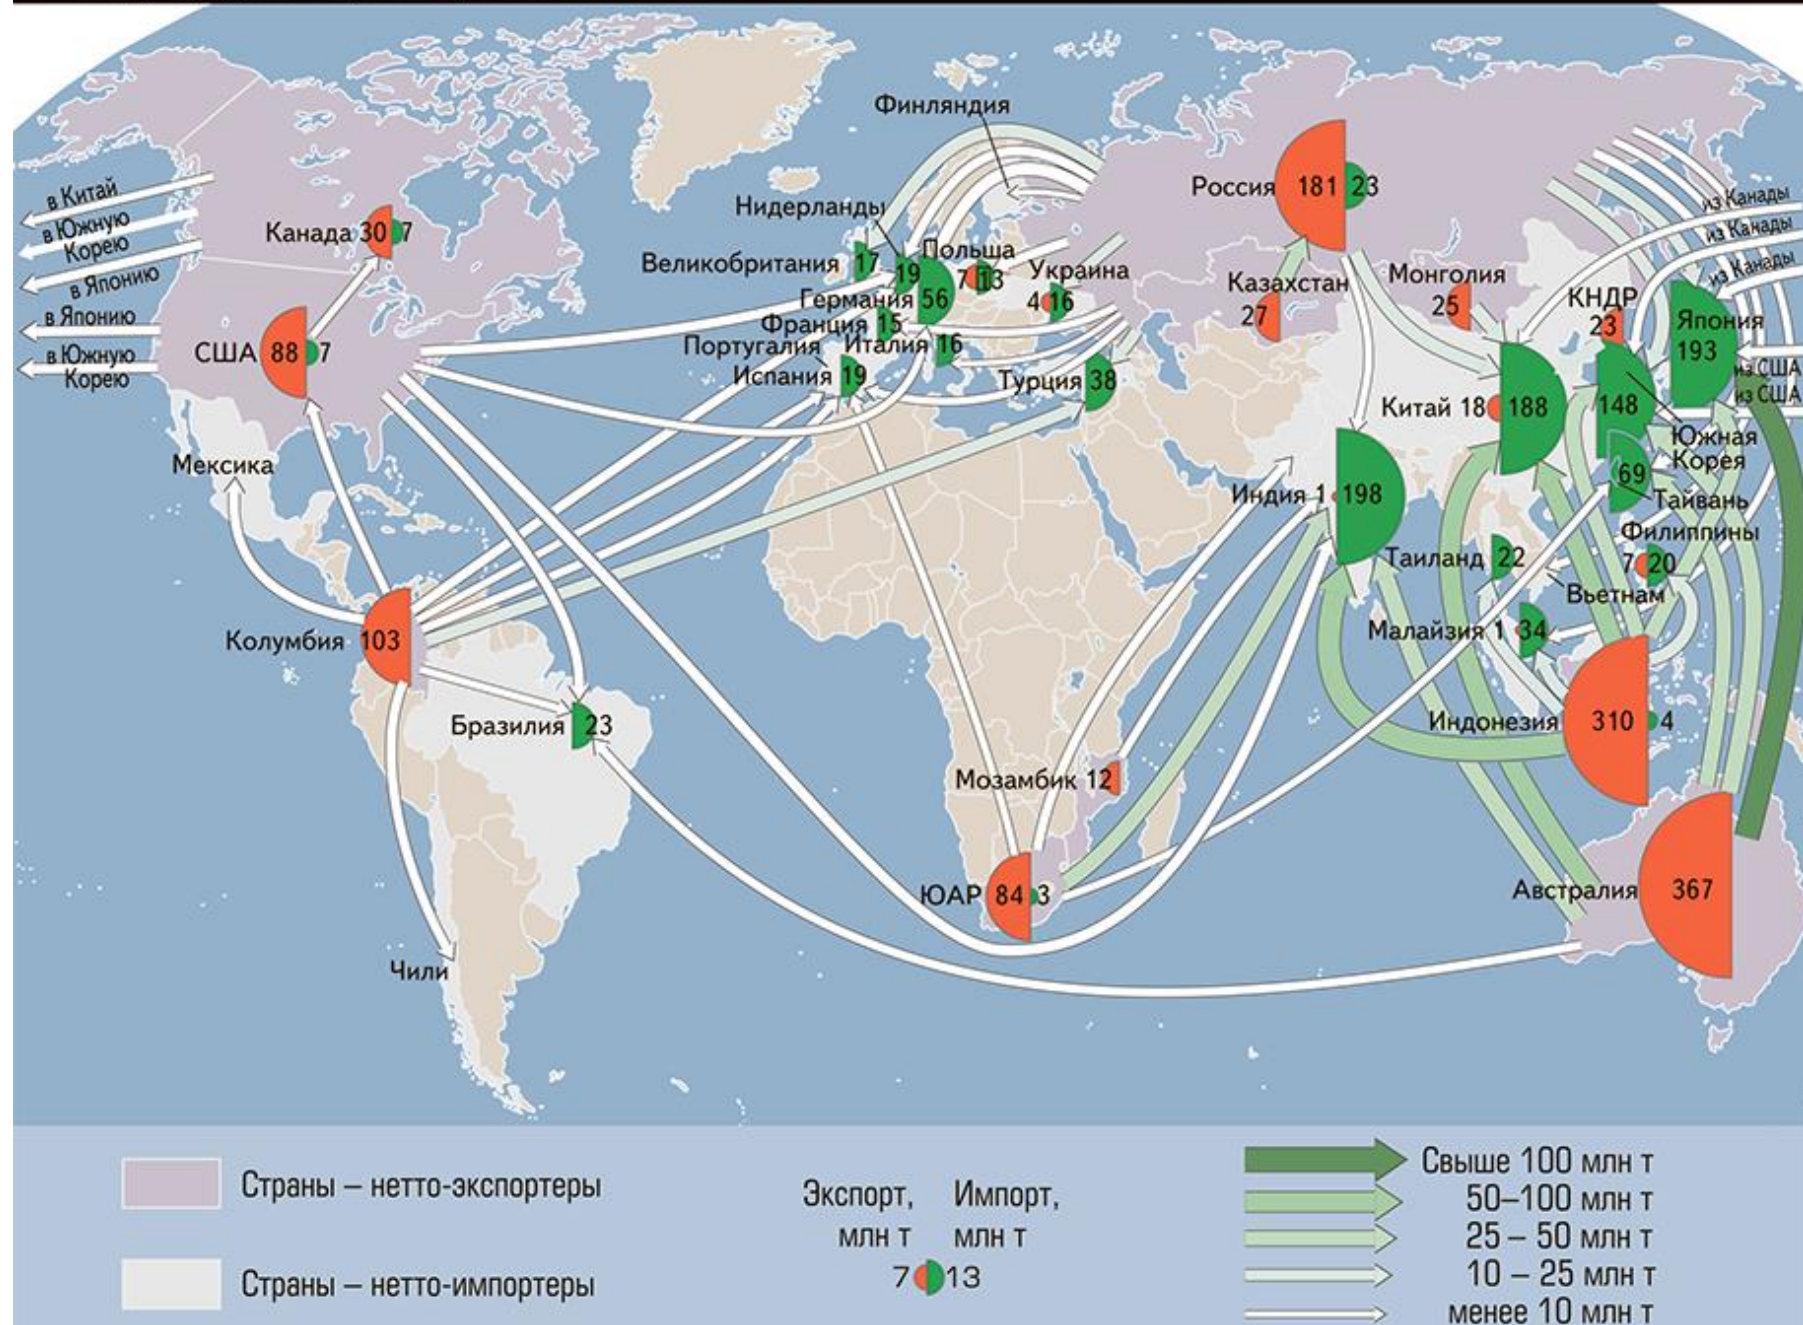 Финляндия
в Китай
в Южную
Корею
в Японию
в Японию
в Южную
Корею
Канада 30 7
США 88 7
Мексика
Колумбия 103
Бразилия 23
Чили
Нидерланды
19
Великобритания 17
Польша
7 13
Германия 56
Украина
4 16
Франция 15
Португалия
Италия 16
Испания 19
Турция 38
Россия 181 23
Казахстан
27
Монголия
25
КНДР
23
из Канады
из Канады
из Канады
Япония
193
из США
из США
Китай 18 188
148
Южная
Корея
69
Тайвань
Индия 1 198
Таиланд 22
Филиппины
7 20
Вьетнам
Малайзия 1 34
Индонезия 310 4
Мозамбик 12
ЮАР 84 3
Австралия 367
Страны – нетто-экспортеры
Страны – нетто-импортеры
Экспорт, Импорт,
млн т млн т
7 13
Свыше 100 млн т
50–100 млн т
25 – 50 млн т
10 – 25 млн т
менее 10 млн т